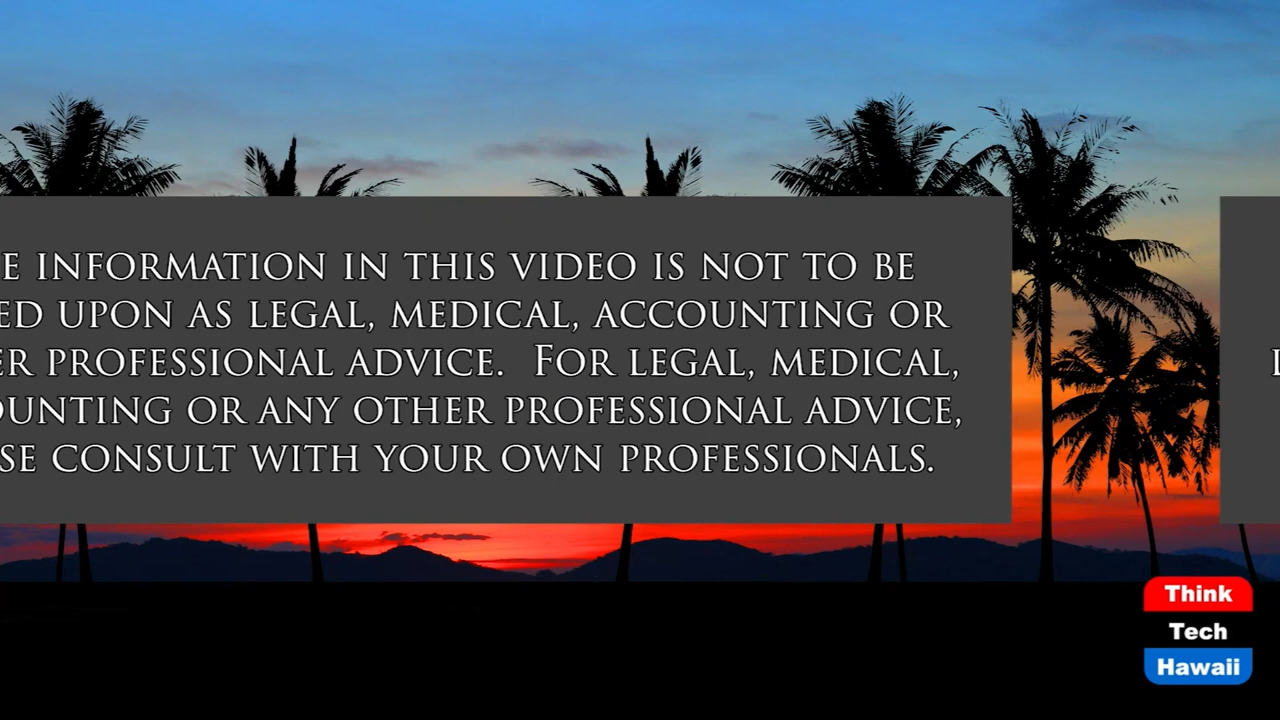 E INFORMATION IN THIS VIDEO IS NOT TO BE
ED UPON AS LEGAL, MEDICAL, ACCOUNTING OR
ER PROFESSIONAL ADVICE.  FOR LEGAL, MEDICAL,
OUNTING OR ANY OTHER PROFESSIONAL ADVICE,
SE CONSULT WITH YOUR OWN PROFESSIONALS.
Think
Tech
Hawaii